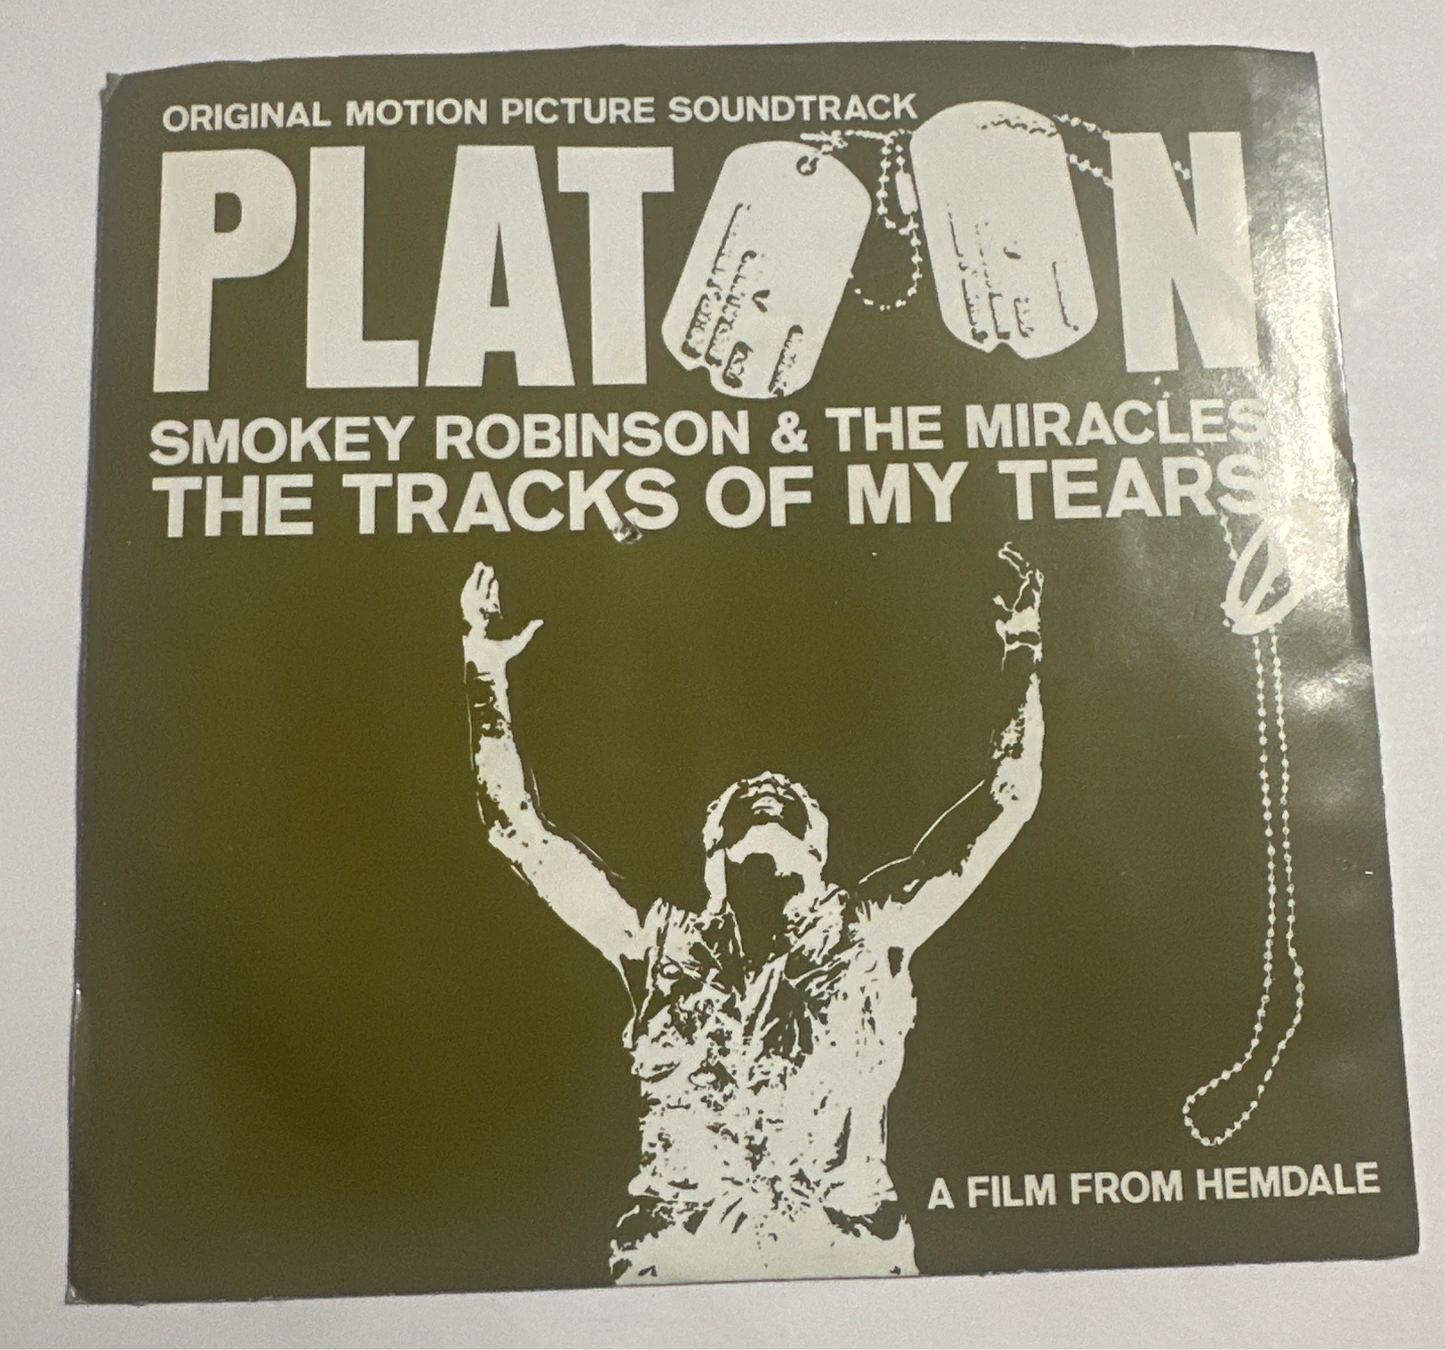 ORIGINAL MOTION PICTURE SOUNDTRACK
PLATOON
SMOKEY ROBINSON & THE MIRACLES
THE TRACKS OF MY TEARS
A FILM FROM HEMDALE